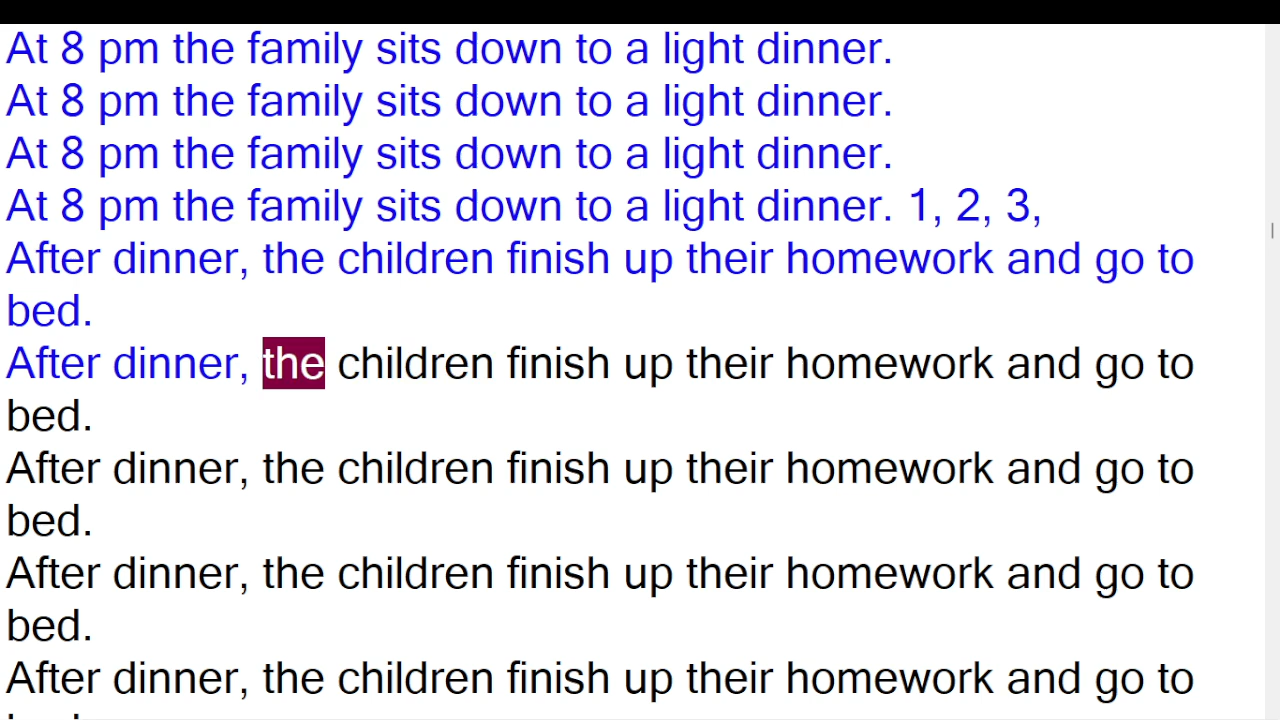 At 8 pm the family sits down to a light dinner.
At 8 pm the family sits down to a light dinner.
At 8 pm the family sits down to a light dinner.
At 8 pm the family sits down to a light dinner. 1, 2, 3,
After dinner, the children finish up their homework and go to
bed.
After dinner, the children finish up their homework and go to
bed.
After dinner, the children finish up their homework and go to
bed.
After dinner, the children finish up their homework and go to
bed.
After dinner, the children finish up their homework and go to